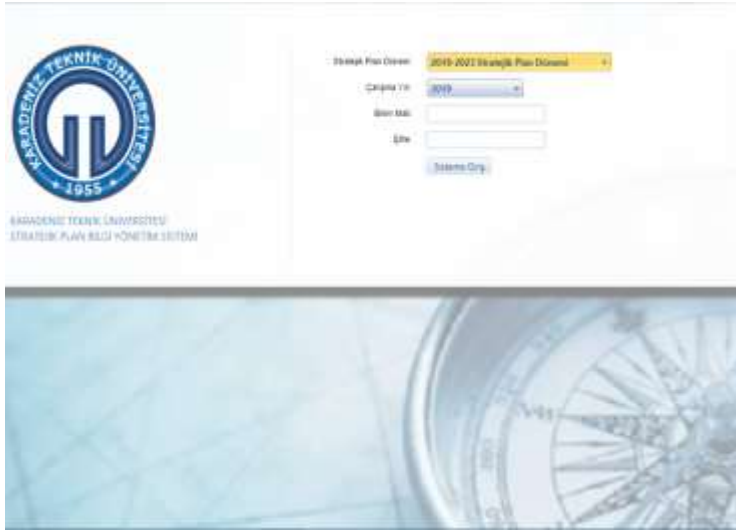 KARADENİZ TEKNİK ÜNİVERSİTESİ
1955
KARADENİZ TEKNİK ÜNİVERSİTESİ
STRATEJİK PLAN BİLGİ YÖNETİM SİSTEMİ
Stratejik Plan Dönemi 2019-2023 Stratejik Plan Dönemi
Çalışma Yılı 2019
Birim Mail
Şifre
Sisteme Giriş